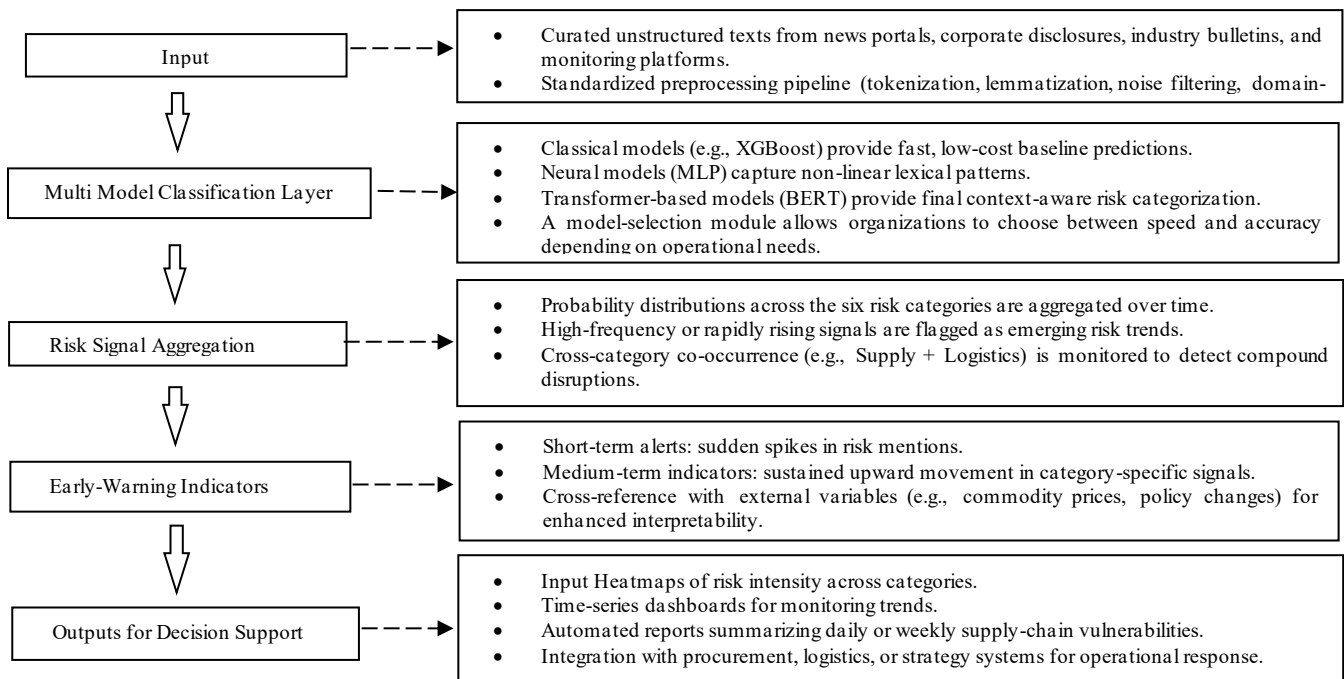 Input
• Curated unstructured texts from news portals, corporate disclosures, industry bulletins, and
monitoring platforms.
• Standardized preprocessing pipeline (tokenization, lemmatization, noise filtering, domain-
Multi Model Classification Layer
• Classical models (e.g., XGBoost) provide fast, low-cost baseline predictions.
• Neural models (MLP) capture non-linear lexical patterns.
• Transformer-based models (BERT) provide final context-aware risk categorization.
• A model-selection module allows organizations to choose between speed and accuracy
depending on operational needs.
Risk Signal Aggregation
• Probability distributions across the six risk categories are aggregated over time.
• High-frequency or rapidly rising signals are flagged as emerging risk trends.
• Cross-category co-occurrence (e.g., Supply + Logistics) is monitored to detect compound
disruptions.
Early-Warning Indicators
• Short-term alerts: sudden spikes in risk mentions.
• Medium-term indicators: sustained upward movement in category-specific signals.
• Cross-reference with external variables (e.g., commodity prices, policy changes) for
enhanced interpretability.
Outputs for Decision Support
• Input Heatmaps of risk intensity across categories.
• Time-series dashboards for monitoring trends.
• Automated reports summarizing daily or weekly supply-chain vulnerabilities.
• Integration with procurement, logistics, or strategy systems for operational response.